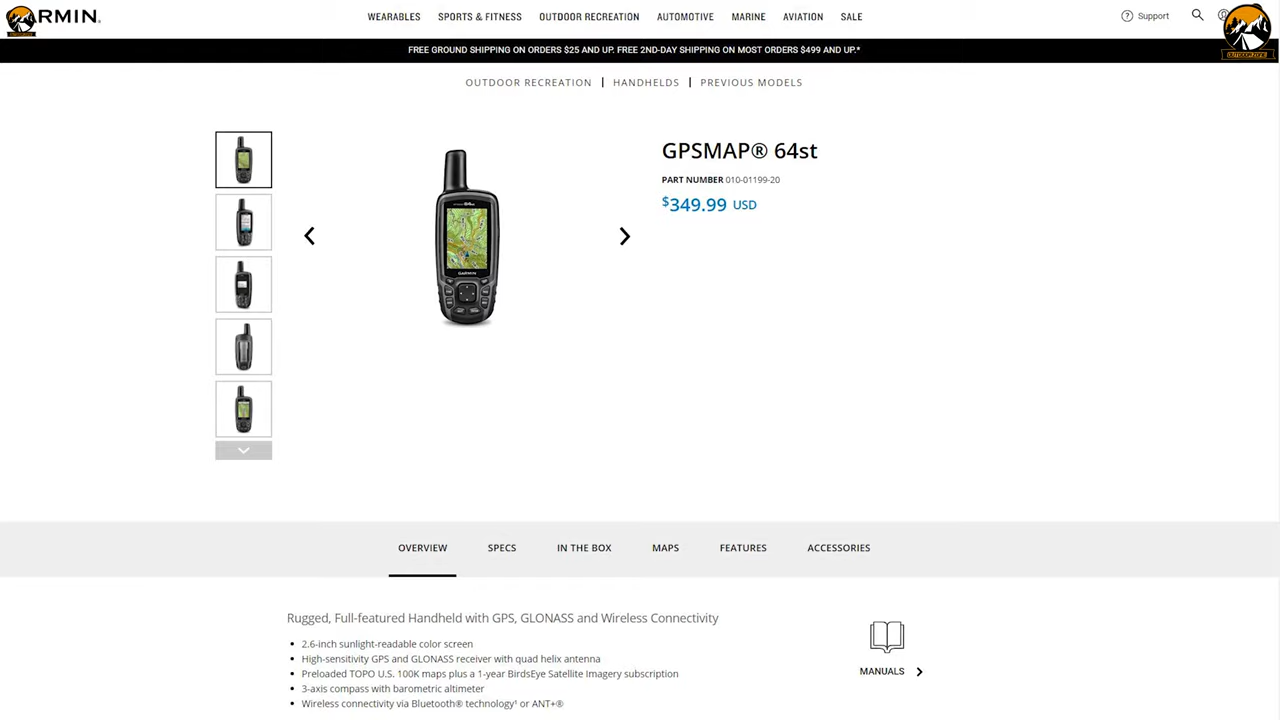 RMIN.
WEARABLES SPORTS & FITNESS OUTDOOR RECREATION AUTOMOTIVE MARINE AVIATION SALE
Support
FREE GROUND SHIPPING ON ORDERS $25 AND UP. FREE 2ND-DAY SHIPPING ON MOST ORDERS $499 AND UP.*
OUTDOOR RECREATION | HANDHELDS | PREVIOUS MODELS
GPSMAP® 64st
PART NUMBER 010-01199-20
$349.99 USD
GARMIN
OVERVIEW SPECS IN THE BOX MAPS FEATURES ACCESSORIES
Rugged, Full-featured Handheld with GPS, GLONASS and Wireless Connectivity
• 2.6-inch sunlight-readable color screen
• High-sensitivity GPS and GLONASS receiver with quad helix antenna
• Preloaded TOPO U.S. 100K maps plus a 1-year BirdsEye Satellite Imagery subscription
• 3-axis compass with barometric altimeter
• Wireless connectivity via Bluetooth® technology¹ or ANT+®
MANUALS